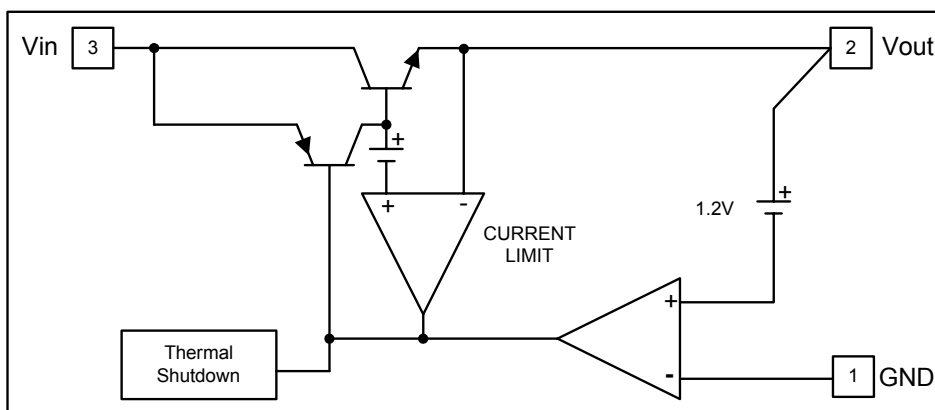 Vin
3
2
Vout
+
+
-
CURRENT
LIMIT
1.2V
+
+
-
Thermal
Shutdown
1
GND